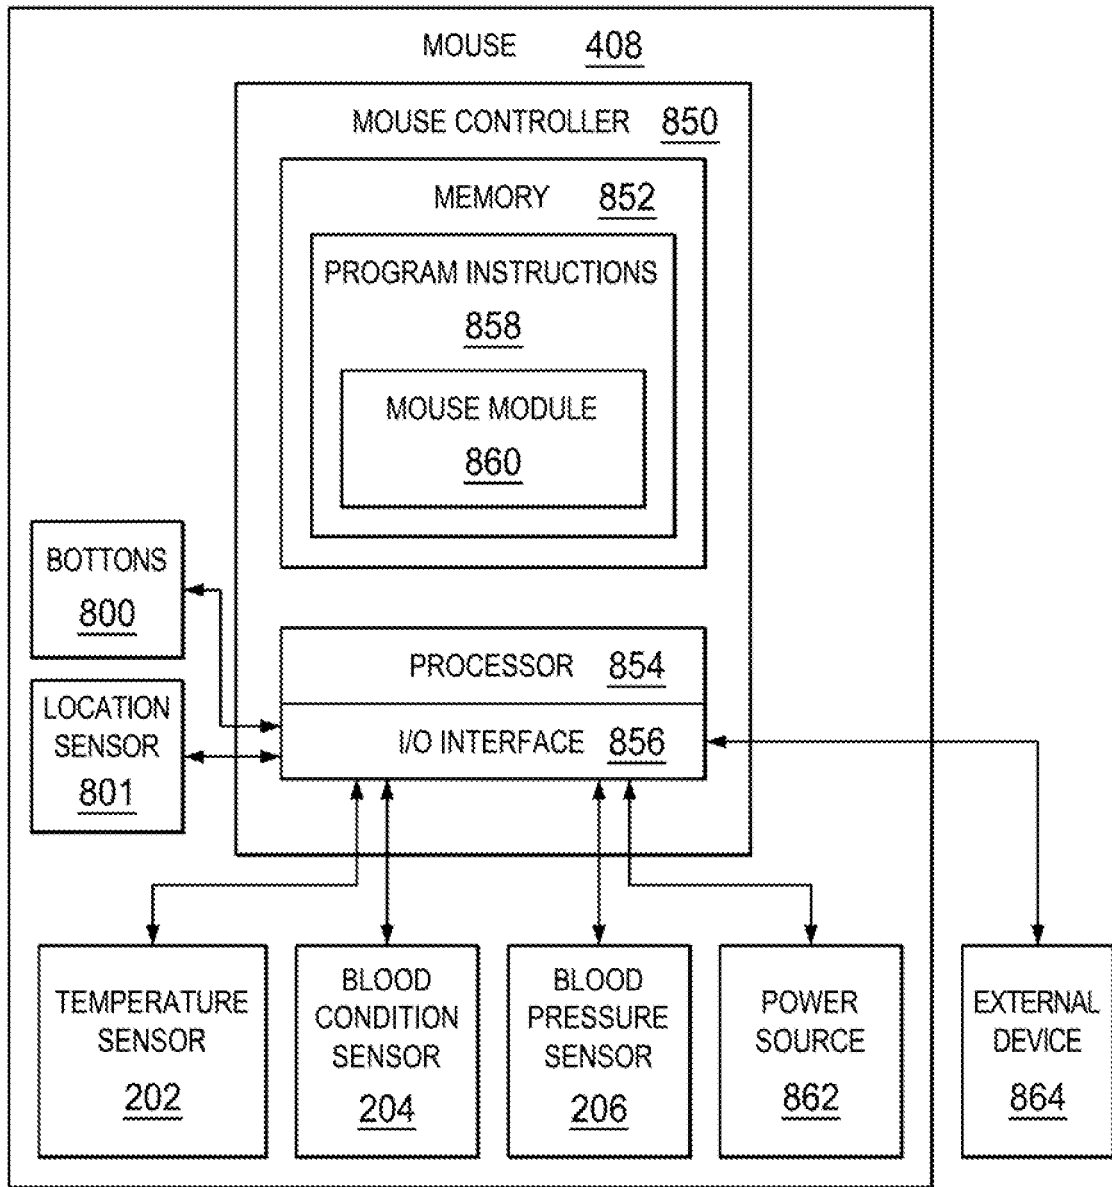 MOUSE 408
MOUSE CONTROLLER 850
MEMORY 852
PROGRAM INSTRUCTIONS
858
MOUSE MODULE
860
BOTTONS
800
LOCATION
SENSOR
801
PROCESSOR 854
I/O INTERFACE 856
TEMPERATURE
SENSOR
202
BLOOD
CONDITION
SENSOR
204
BLOOD
PRESSURE
SENSOR
206
POWER
SOURCE
862
EXTERNAL
DEVICE
864